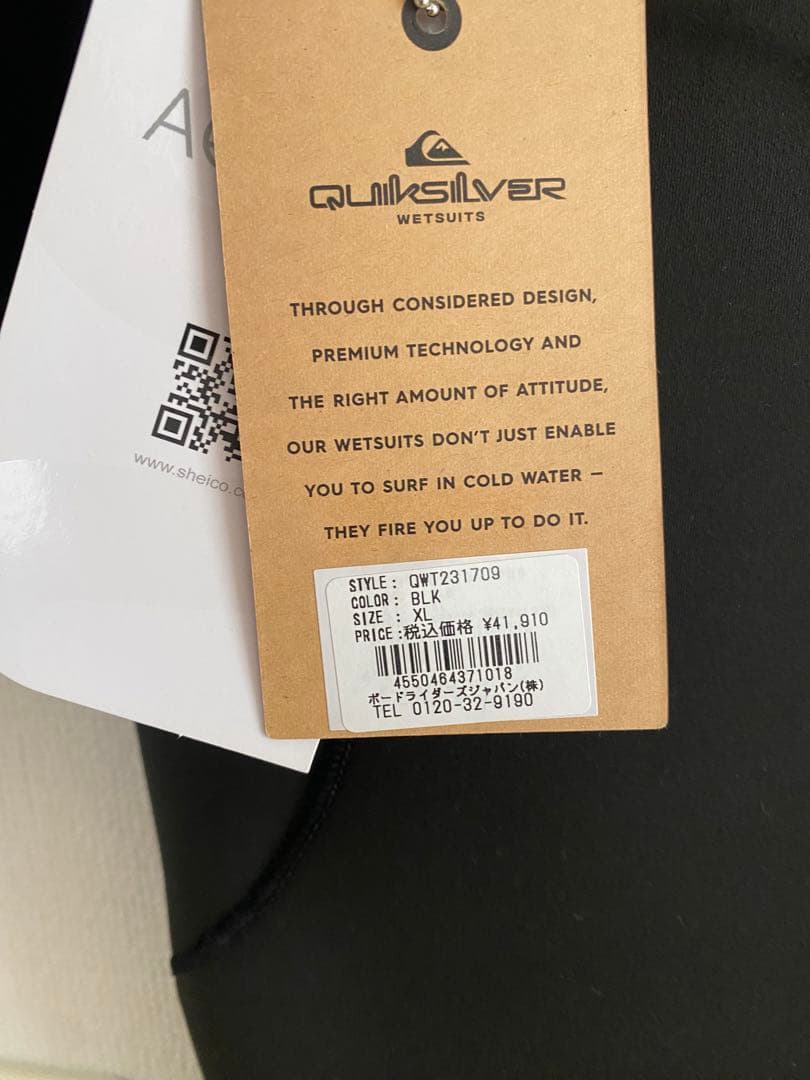 QUIKSILVER
WETSUITS
THROUGH CONSIDERED DESIGN,
PREMIUM TECHNOLOGY AND
THE RIGHT AMOUNT OF ATTITUDE,
OUR WETSUITS DON'T JUST ENABLE
YOU TO SURF IN COLD WATER –
THEY FIRE YOU UP TO DO IT.
STYLE: QWT231709
COLOR: BLK
SIZE : XL
PRICE:税込価格 ¥41,910
4550464371018
ボードライダーズジャパン(株)
TEL 0120-32-9190
www.sheico.c